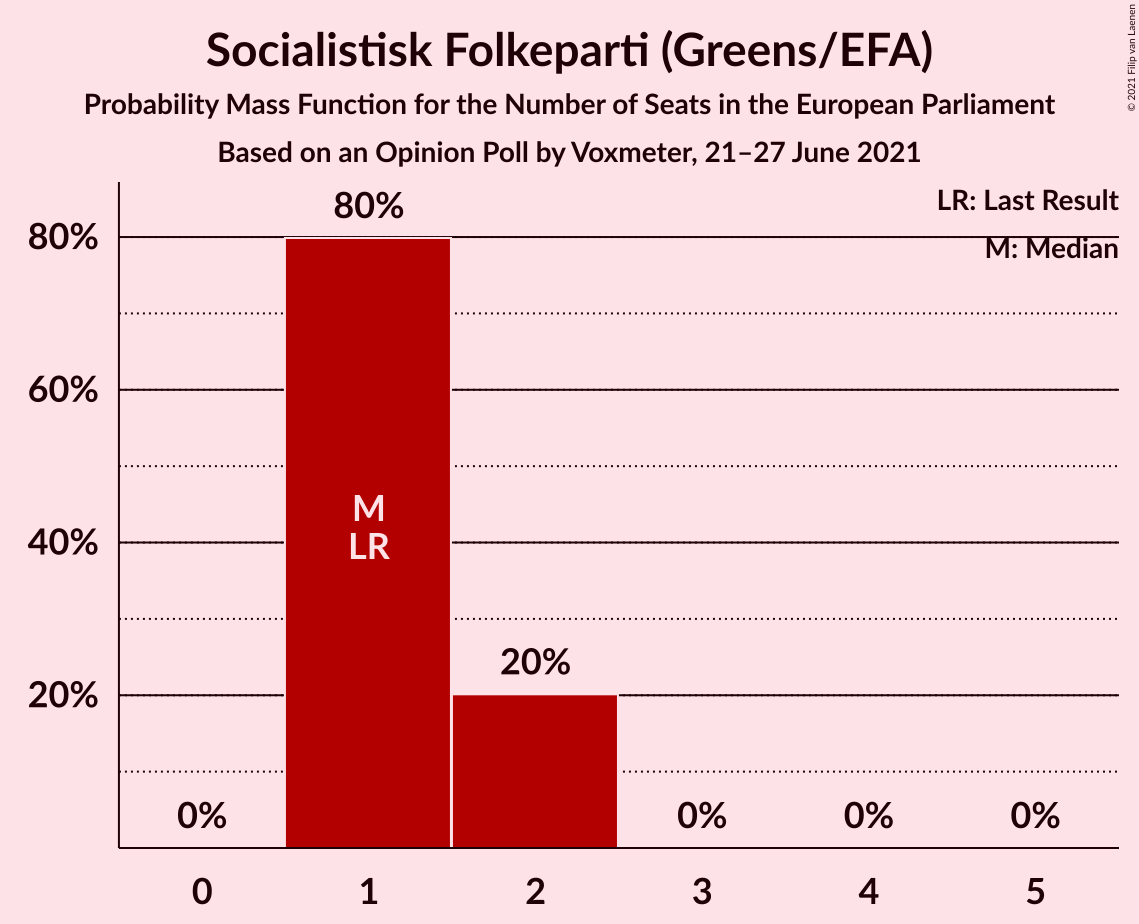 Socialistisk Folkeparti (Greens/EFA)
Probability Mass Function for the Number of Seats in the European Parliament
Based on an Opinion Poll by Voxmeter, 21–27 June 2021
© 2021 Filip van Laenen
LR: Last Result
M: Median
80%
60%
40%
20%
0%
80%
M
LR
20%
0%
0%
0%
0
1
2
3
4
5